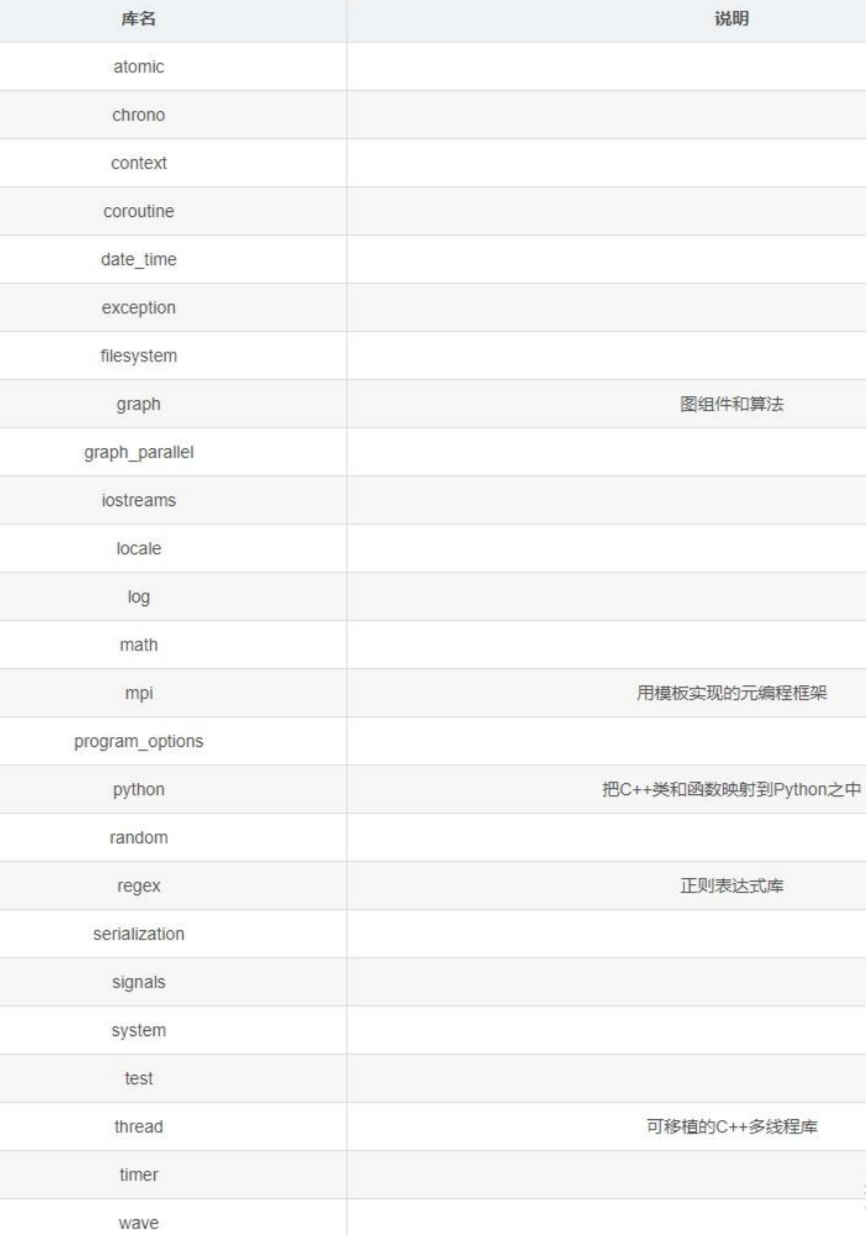 库名 说明
atomic
chrono
context
coroutine
date_time
exception
filesystem
graph 图组件和算法
graph_parallel
iostreams
locale
log
math
mpi 用模板实现的元编程框架
program_options
python 把C++类和函数映射到Python之中
random
regex 正则表达式库
serialization
signals
system
test
thread 可移植的C++多线程库
timer
wave